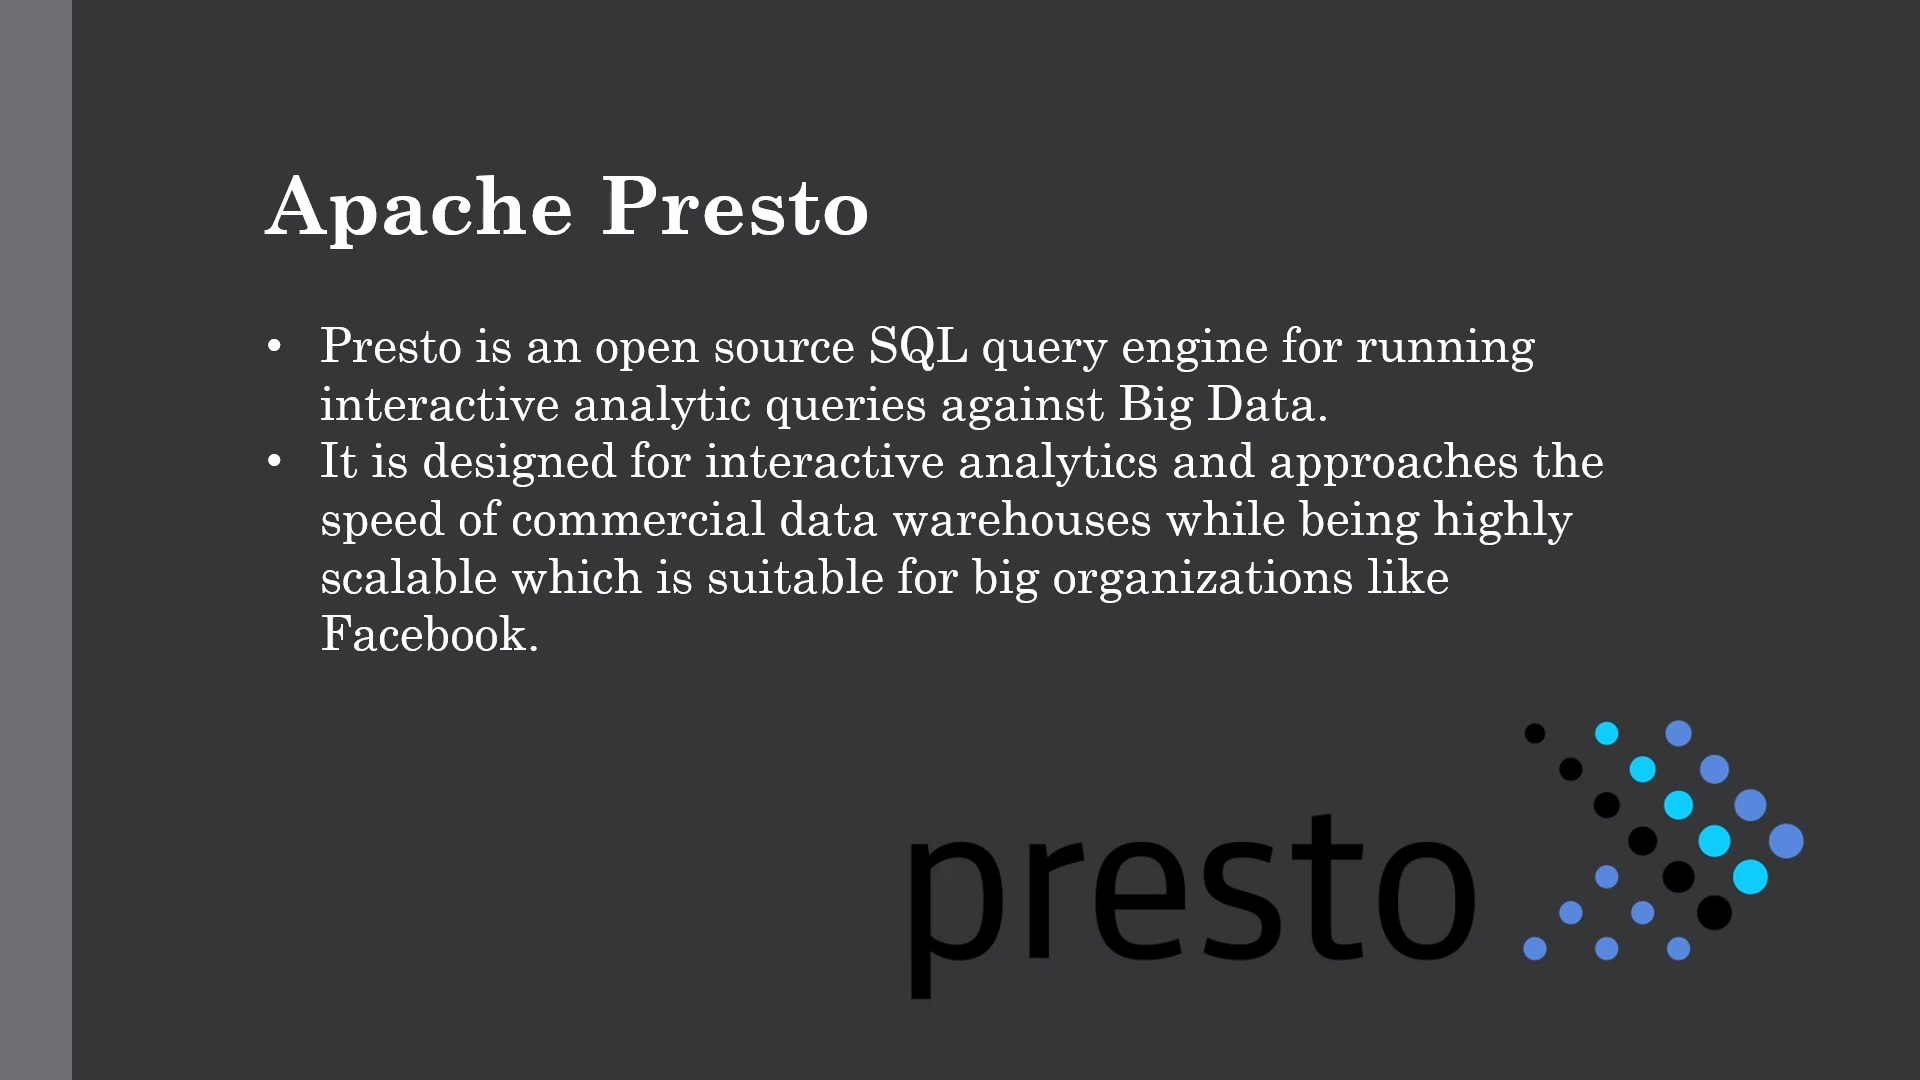 Apache Presto
• Presto is an open source SQL query engine for running
interactive analytic queries against Big Data.
• It is designed for interactive analytics and approaches the
speed of commercial data warehouses while being highly
scalable which is suitable for big organizations like
Facebook.
presto